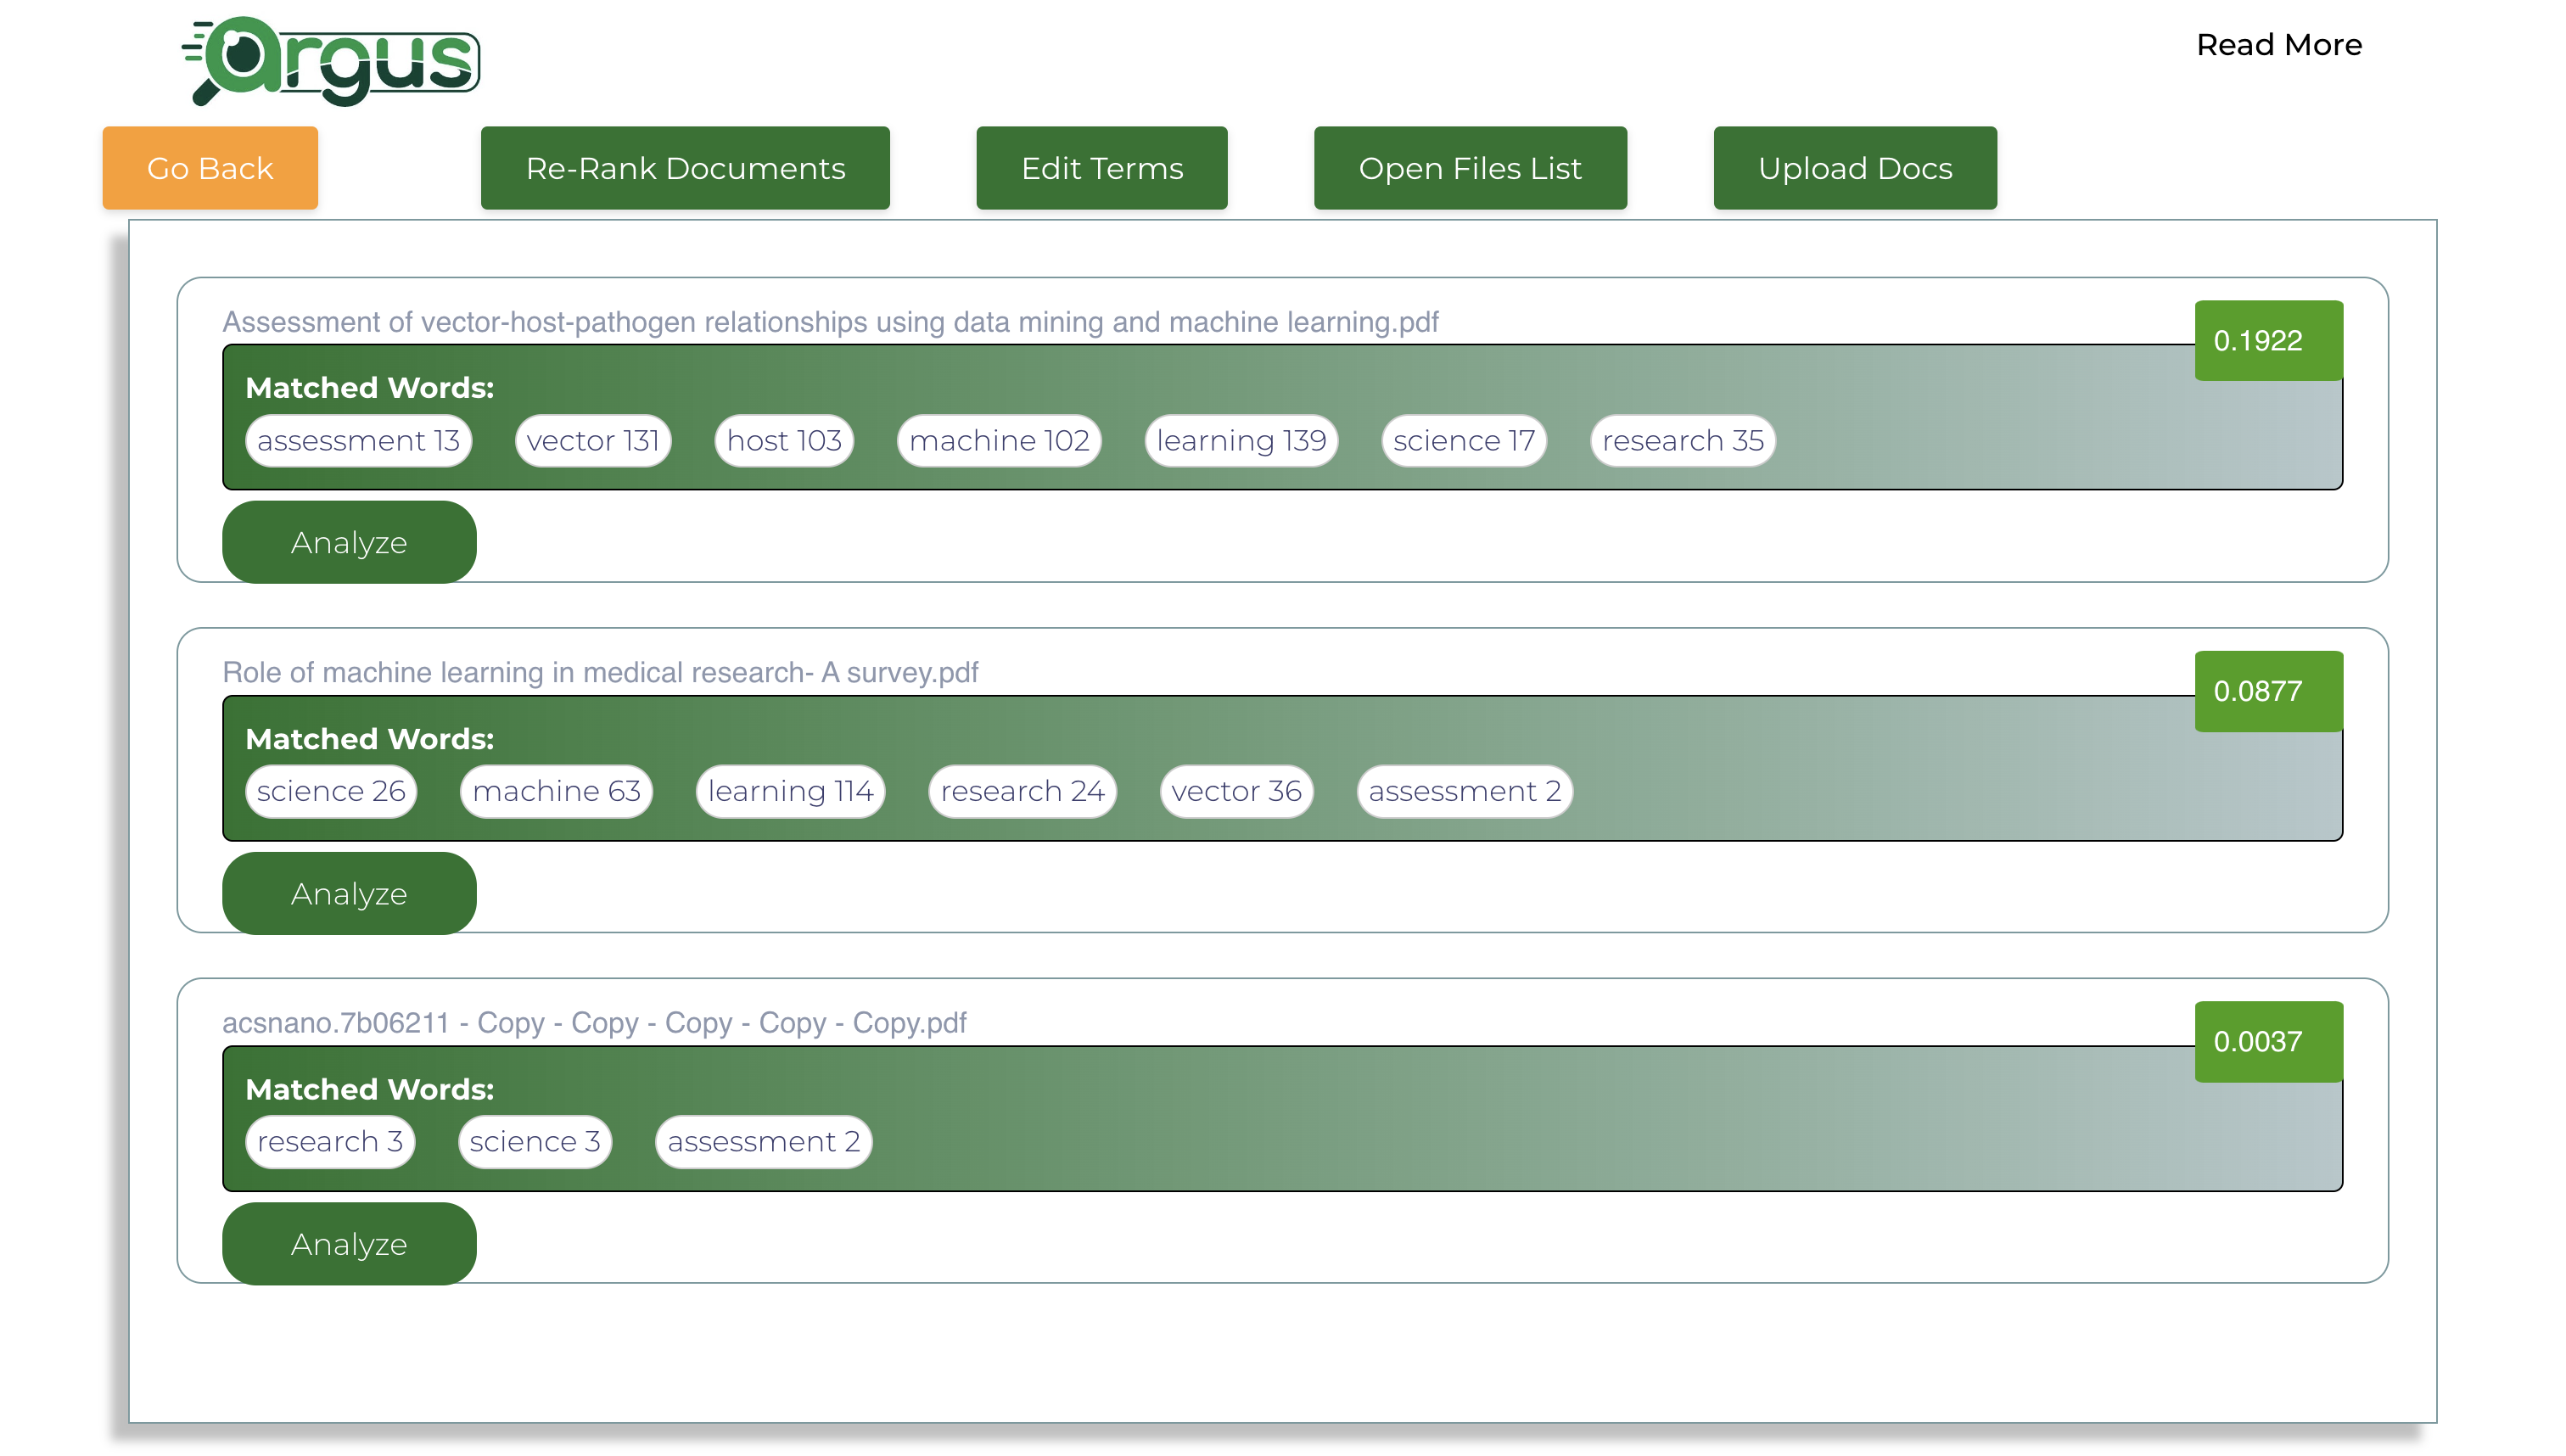 argus
Read More
Go Back
Re-Rank Documents
Edit Terms
Open Files List
Upload Docs
Assessment of vector-host-pathogen relationships using data mining and machine learning.pdf
0.1922
Matched Words:
assessment 13 vector 131 host 103 machine 102 learning 139 science 17 research 35
Analyze
Role of machine learning in medical research- A survey.pdf
0.0877
Matched Words:
science 26 machine 63 learning 114 research 24 vector 36 assessment 2
Analyze
acsnano.7b06211 - Copy - Copy - Copy - Copy - Copy.pdf
0.0037
Matched Words:
research 3 science 3 assessment 2
Analyze